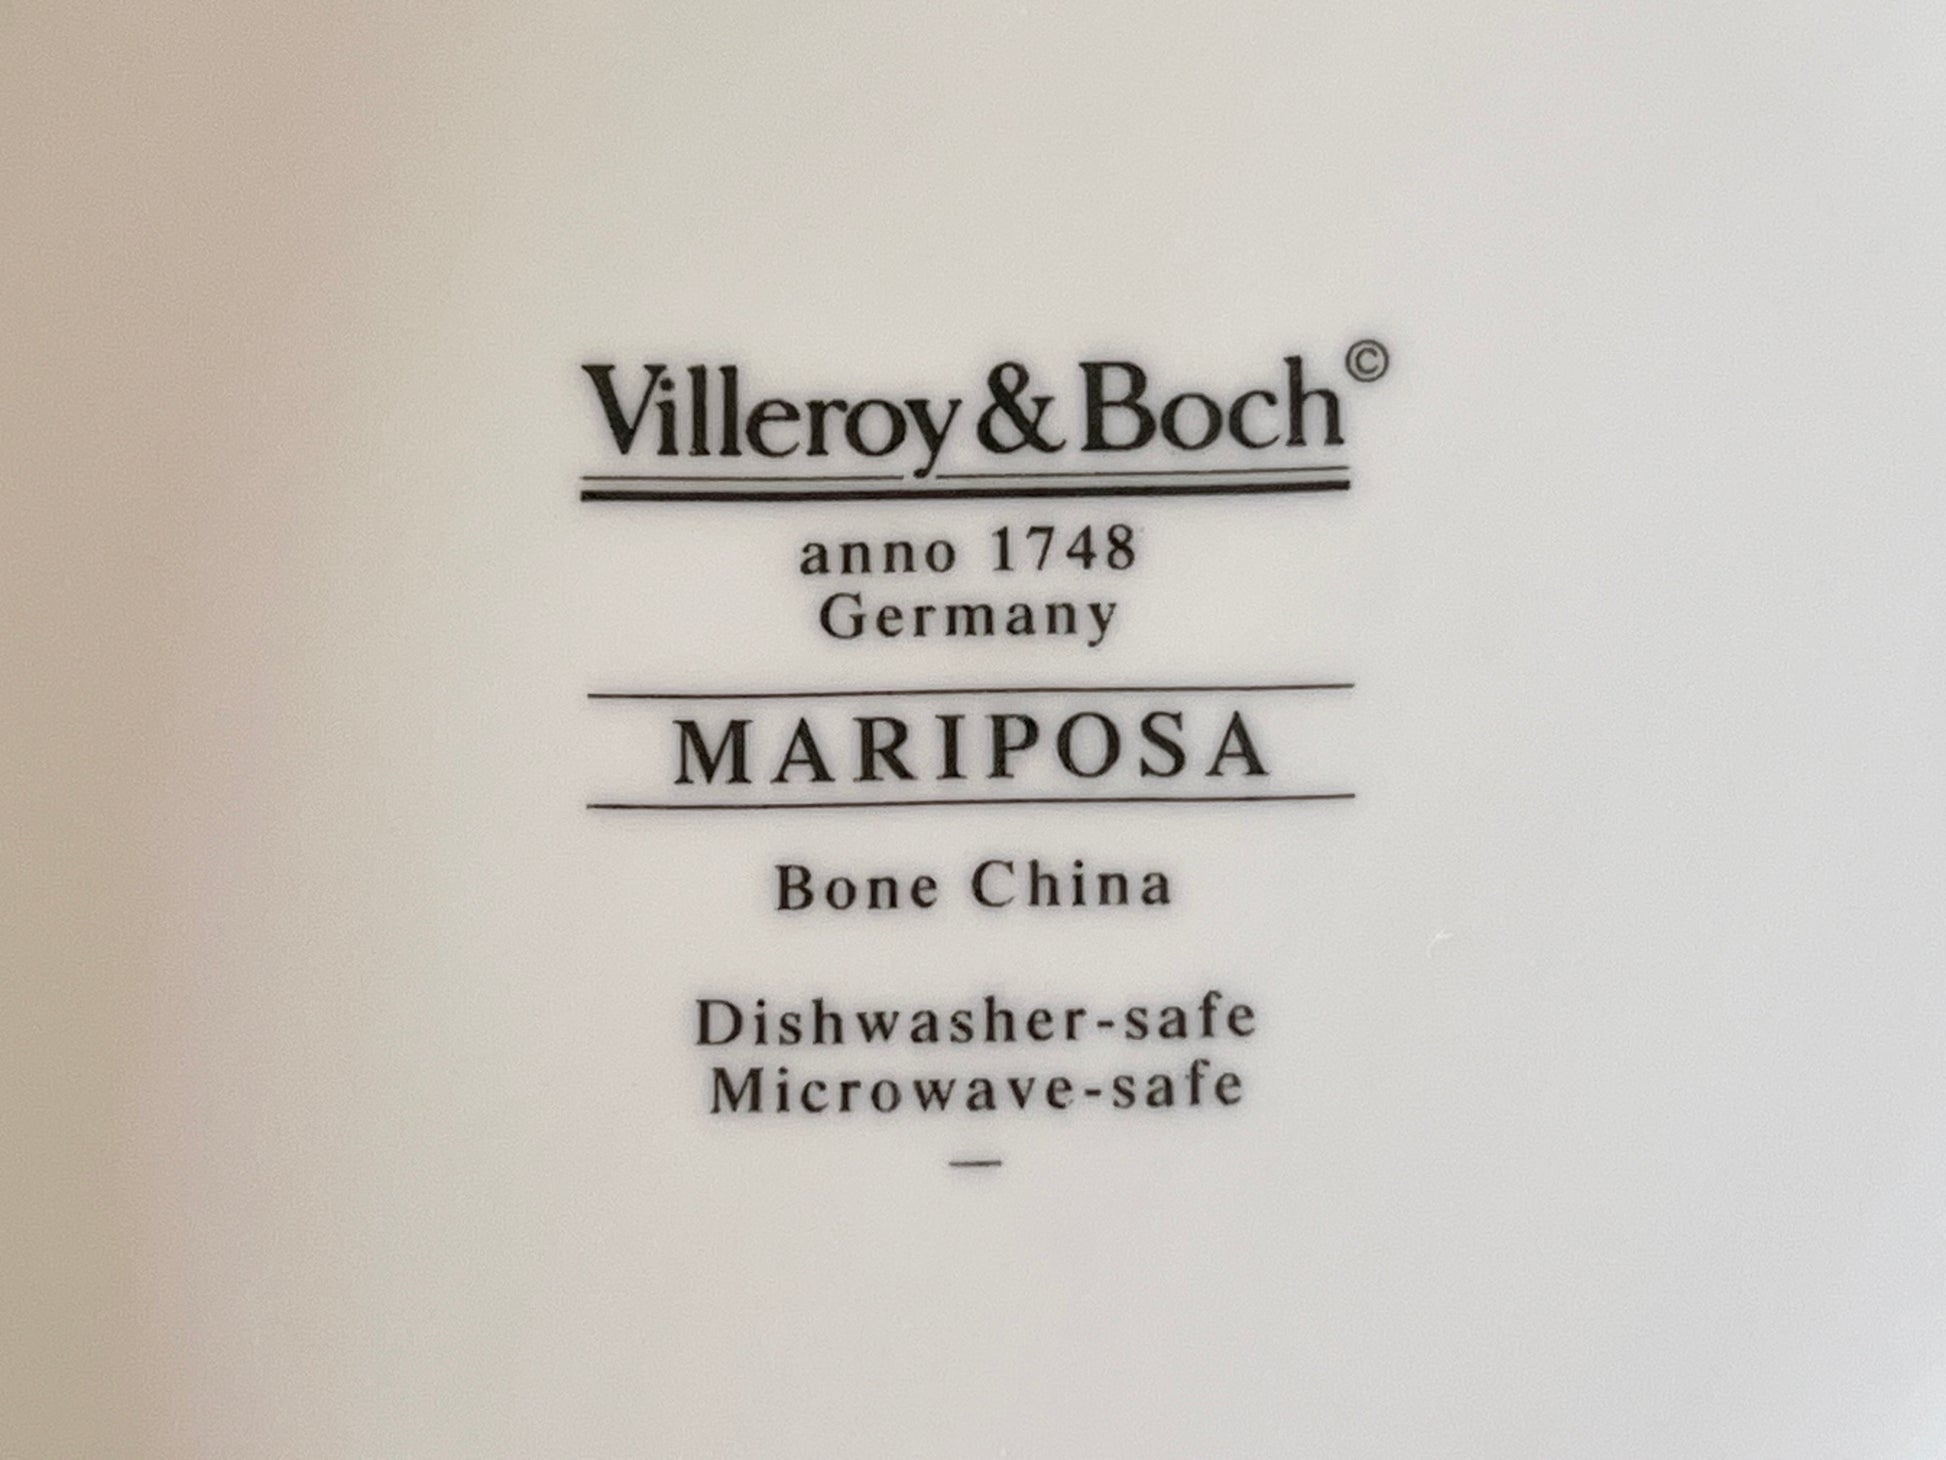 Villeroy & Boch©
anno 1748
Germany
MARIPOSA
Bone China
Dishwasher-safe
Microwave-safe
—